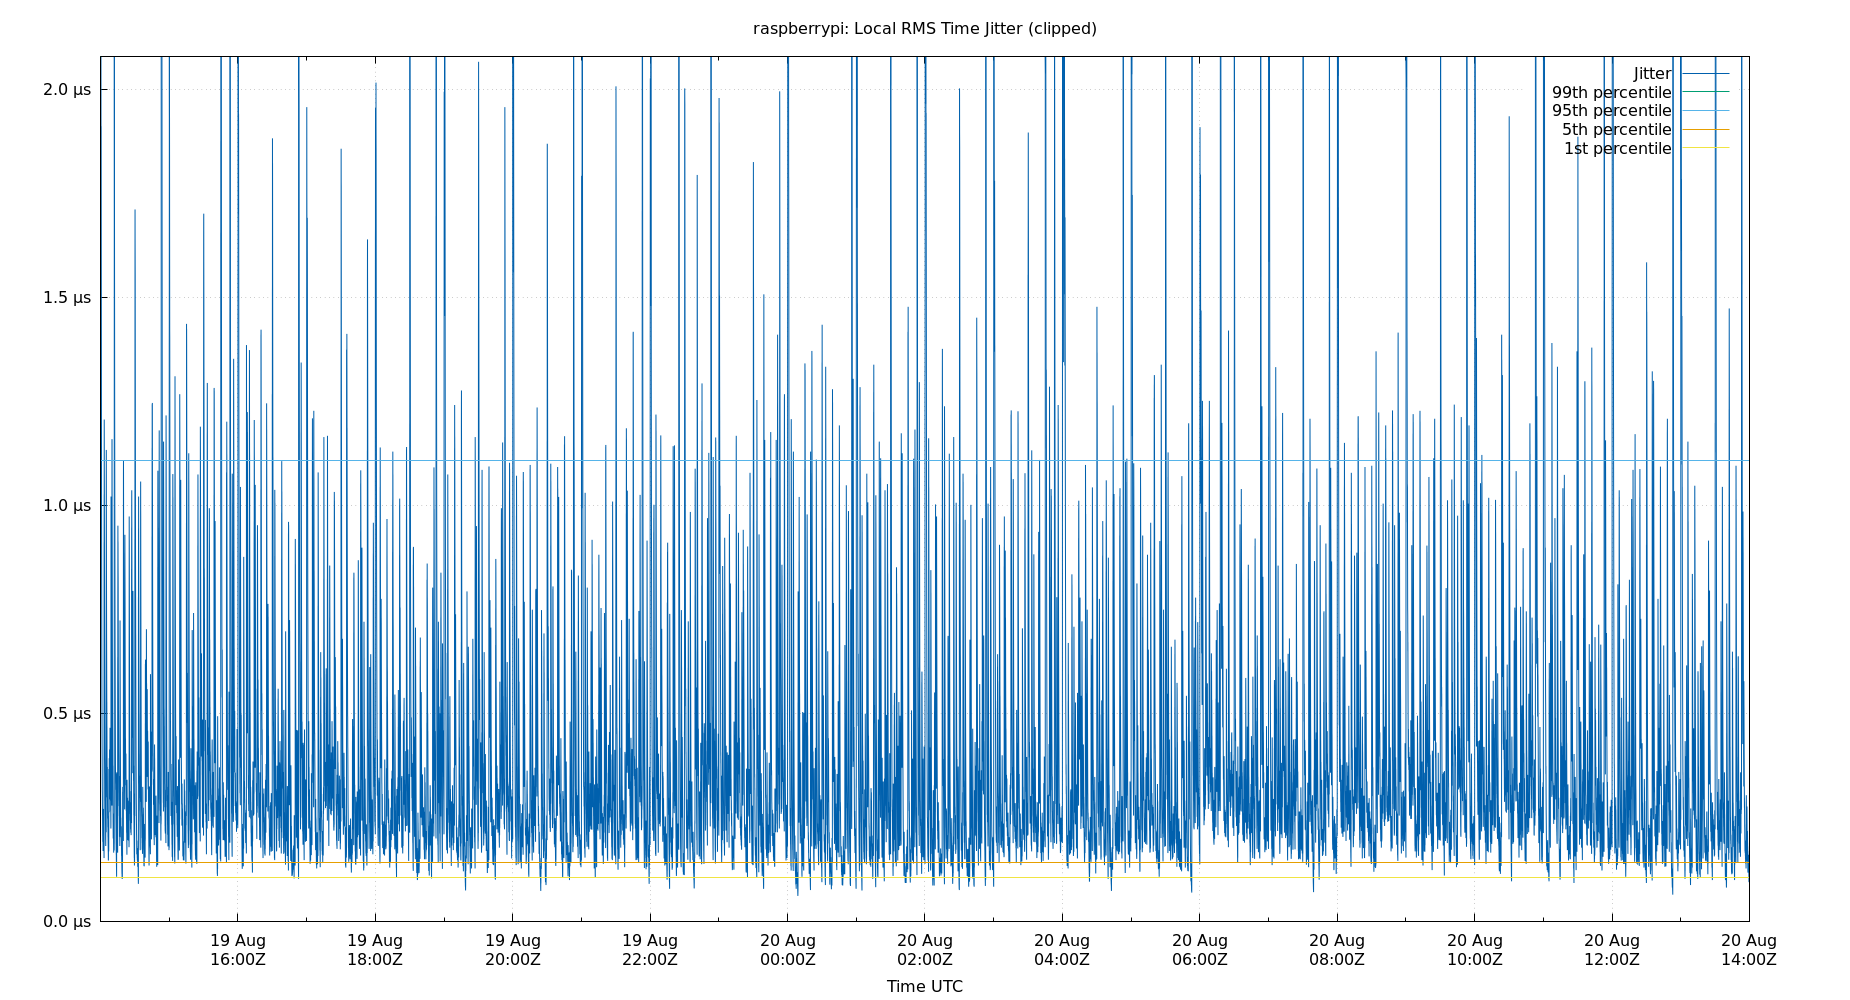 raspberrypi: Local RMS Time Jitter (clipped)
2.0 µs
1.5 µs
1.0 µs
0.5 µs
0.0 µs
Jitter
99th percentile
95th percentile
5th percentile
1st percentile
19 Aug
16:00Z
19 Aug
18:00Z
19 Aug
20:00Z
19 Aug
22:00Z
20 Aug
00:00Z
20 Aug
02:00Z
20 Aug
04:00Z
20 Aug
06:00Z
20 Aug
08:00Z
20 Aug
10:00Z
20 Aug
12:00Z
20 Aug
14:00Z
Time UTC